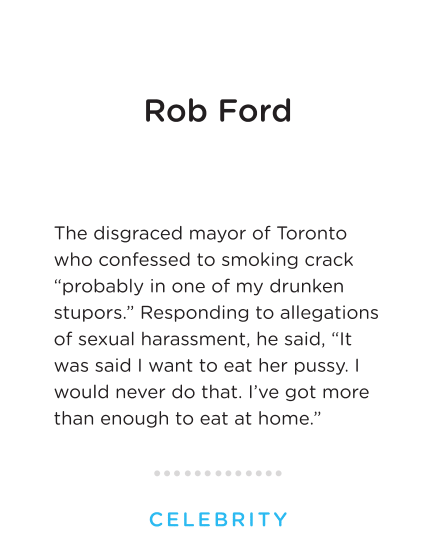 Rob Ford
The disgraced mayor of Toronto
who confessed to smoking crack
“probably in one of my drunken
stupors.” Responding to allegations
of sexual harassment, he said, “It
was said I want to eat her pussy. I
would never do that. I’ve got more
than enough to eat at home.”
CELEBRITY